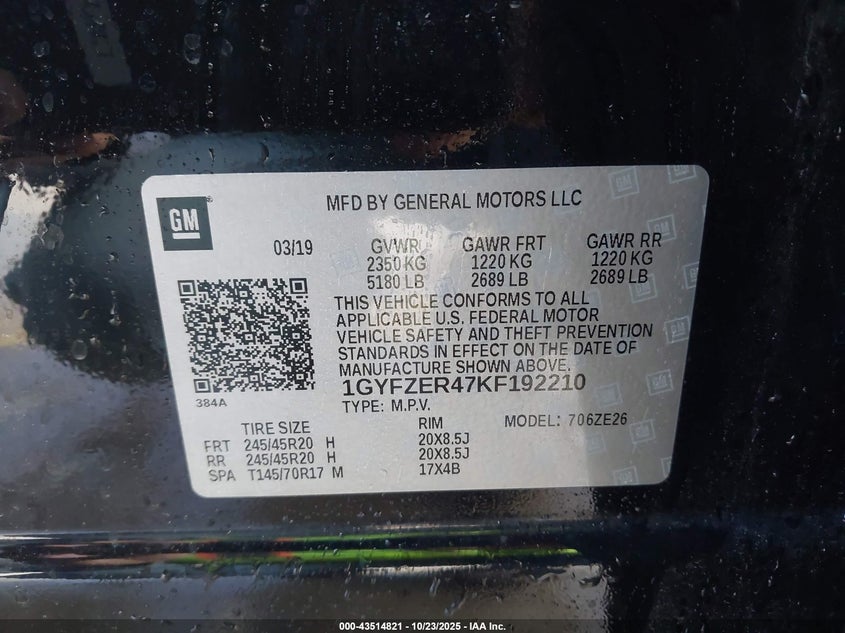 GM
MFD BY GENERAL MOTORS LLC
03/19 GVWR GAWR FRT GAWR RR
2350 KG 1220 KG 1220 KG
5180 LB 2689 LB 2689 LB
THIS VEHICLE CONFORMS TO ALL
APPLICABLE U.S. FEDERAL MOTOR
VEHICLE SAFETY AND THEFT PREVENTION
STANDARDS IN EFFECT ON THE DATE OF
MANUFACTURE SHOWN ABOVE.
1GYFZER47KF192210
384A
TYPE: M.P.V.
TIRE SIZE RIM MODEL: 706ZE26
FRT 245/45R20 H 20X8.5J
RR 245/45R20 H 20X8.5J
SPA T145/70R17 M 17X4B
000-43514821 - 10/23/2025 - IAA Inc.